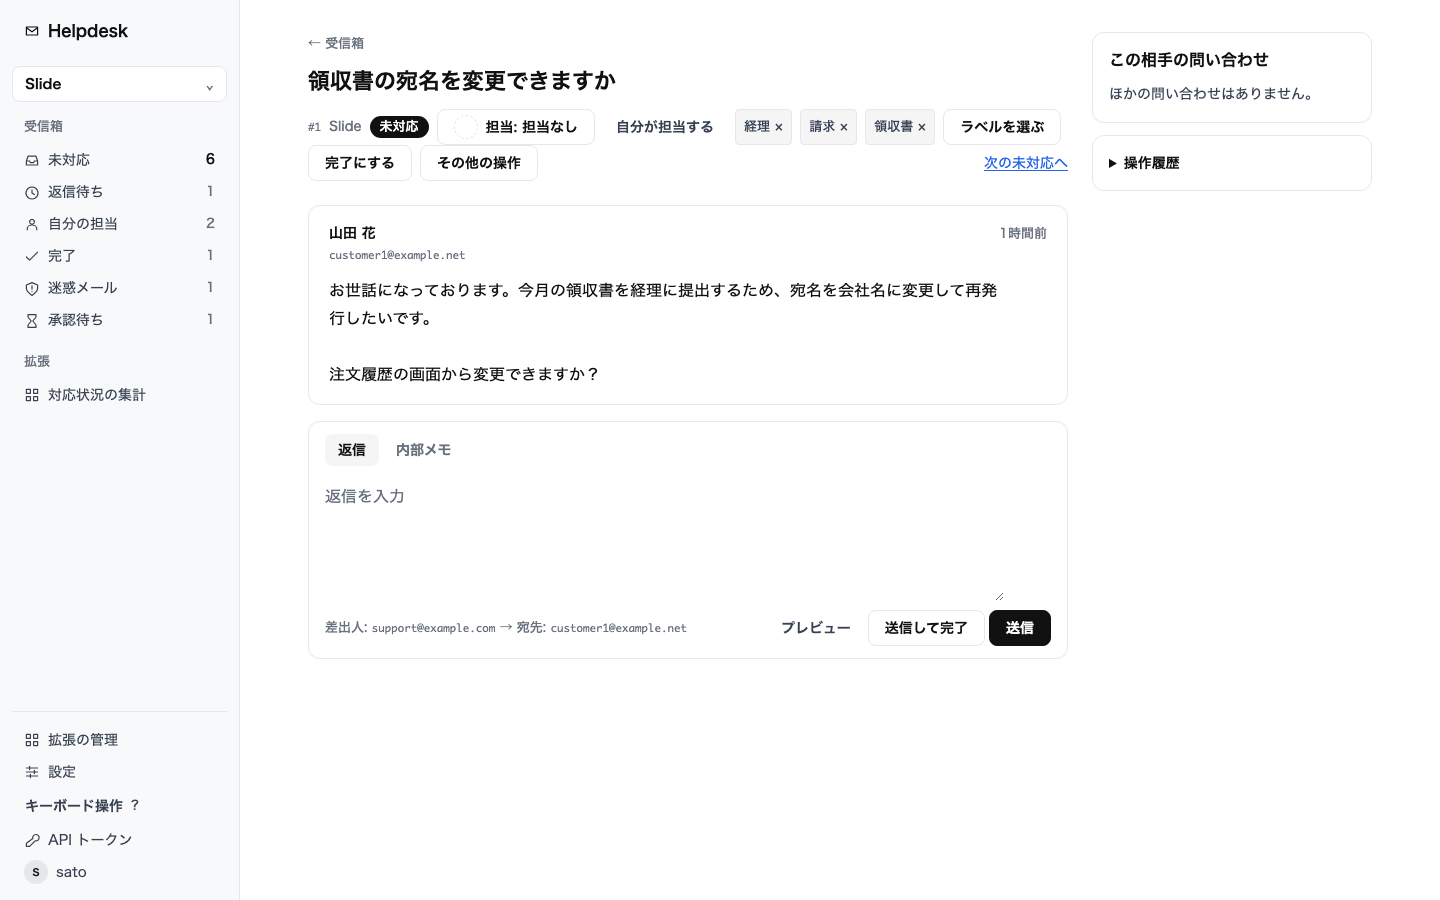 Helpdesk
Slide
受信箱
未対応 6
返信待ち 1
自分の担当 2
完了 1
迷惑メール 1
承認待ち 1
拡張
対応状況の集計
拡張の管理
設定
キーボード操作 ?
API トークン
S sato
← 受信箱
領収書の宛名を変更できますか
#1 Slide 未対応 担当: 担当なし 自分が担当する 経理 × 請求 × 領収書 × ラベルを選ぶ
完了にする その他の操作 次の未対応へ
山田 花 1時間前
customer1@example.net
お世話になっております。今月の領収書を経理に提出するため、宛名を会社名に変更して再発
行したいです。
注文履歴の画面から変更できますか？
返信 内部メモ
返信を入力
差出人: support@example.com → 宛先: customer1@example.net プレビュー 送信して完了 送信
この相手の問い合わせ
ほかの問い合わせはありません。
▶ 操作履歴